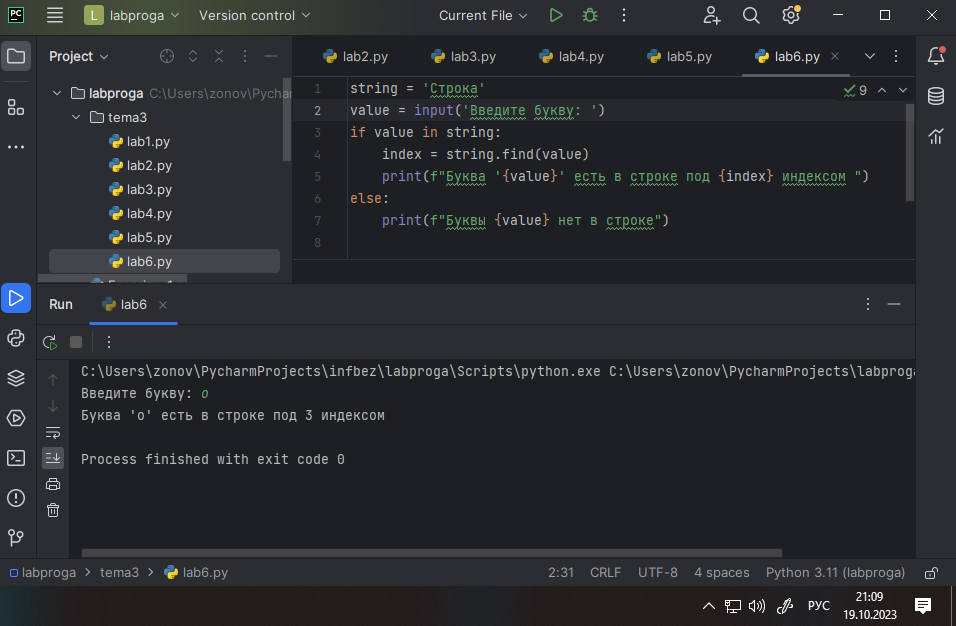 PC L labproga Version control Current File
Project
labproga C:\Users\zonov\Pychar
tema3
lab1.py
lab2.py
lab3.py
lab4.py
lab5.py
lab6.py
lab2.py lab3.py lab4.py lab5.py lab6.py
9
1 string = 'Строка'
2 value = input('Введите букву: ')
3 if value in string:
4 index = string.find(value)
5 print(f"Буква '{value}' есть в строке под {index} индексом ")
6 else:
7 print(f"Буквы {value} нет в строке")
8
Run lab6
C:\Users\zonov\PycharmProjects\infbez\labproga\Scripts\python.exe C:\Users\zonov\PycharmProjects\labproga
Введите букву: о
Буква 'о' есть в строке под 3 индексом
Process finished with exit code 0
labproga > tema3 > lab6.py 2:31 CRLF UTF-8 4 spaces Python 3.11 (labproga)
РУС
21:09
19.10.2023